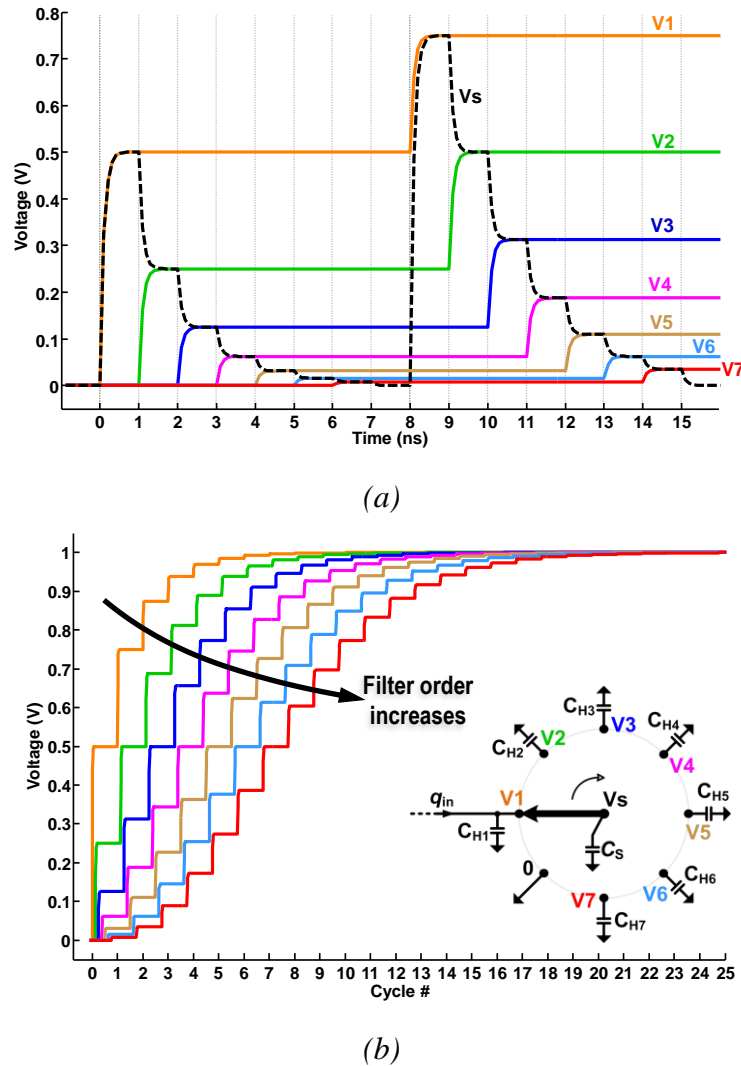 V1
0.8
0.7
0.6
0.5
0.4
0.3
0.2
0.1
0
Voltage (V)
Vs
V2
V3
V4
V5
V6
V7
0 1 2 3 4 5 6 7 8 9 10 11 12 13 14 15
Time (ns)
(a)
1
0.9
0.8
0.7
0.6
0.5
0.4
0.3
0.2
0.1
0
Voltage (V)
Filter order
increases
CH3
V3
CH2
V2
CH4
V4
qin
V1
CH1
Vs
CS
CH5
V5
0
V7
V6
CH6
CH7
0 1 2 3 4 5 6 7 8 9 10 11 12 13 14 15 16 17 18 19 20 21 22 23 24 25
Cycle #
(b)